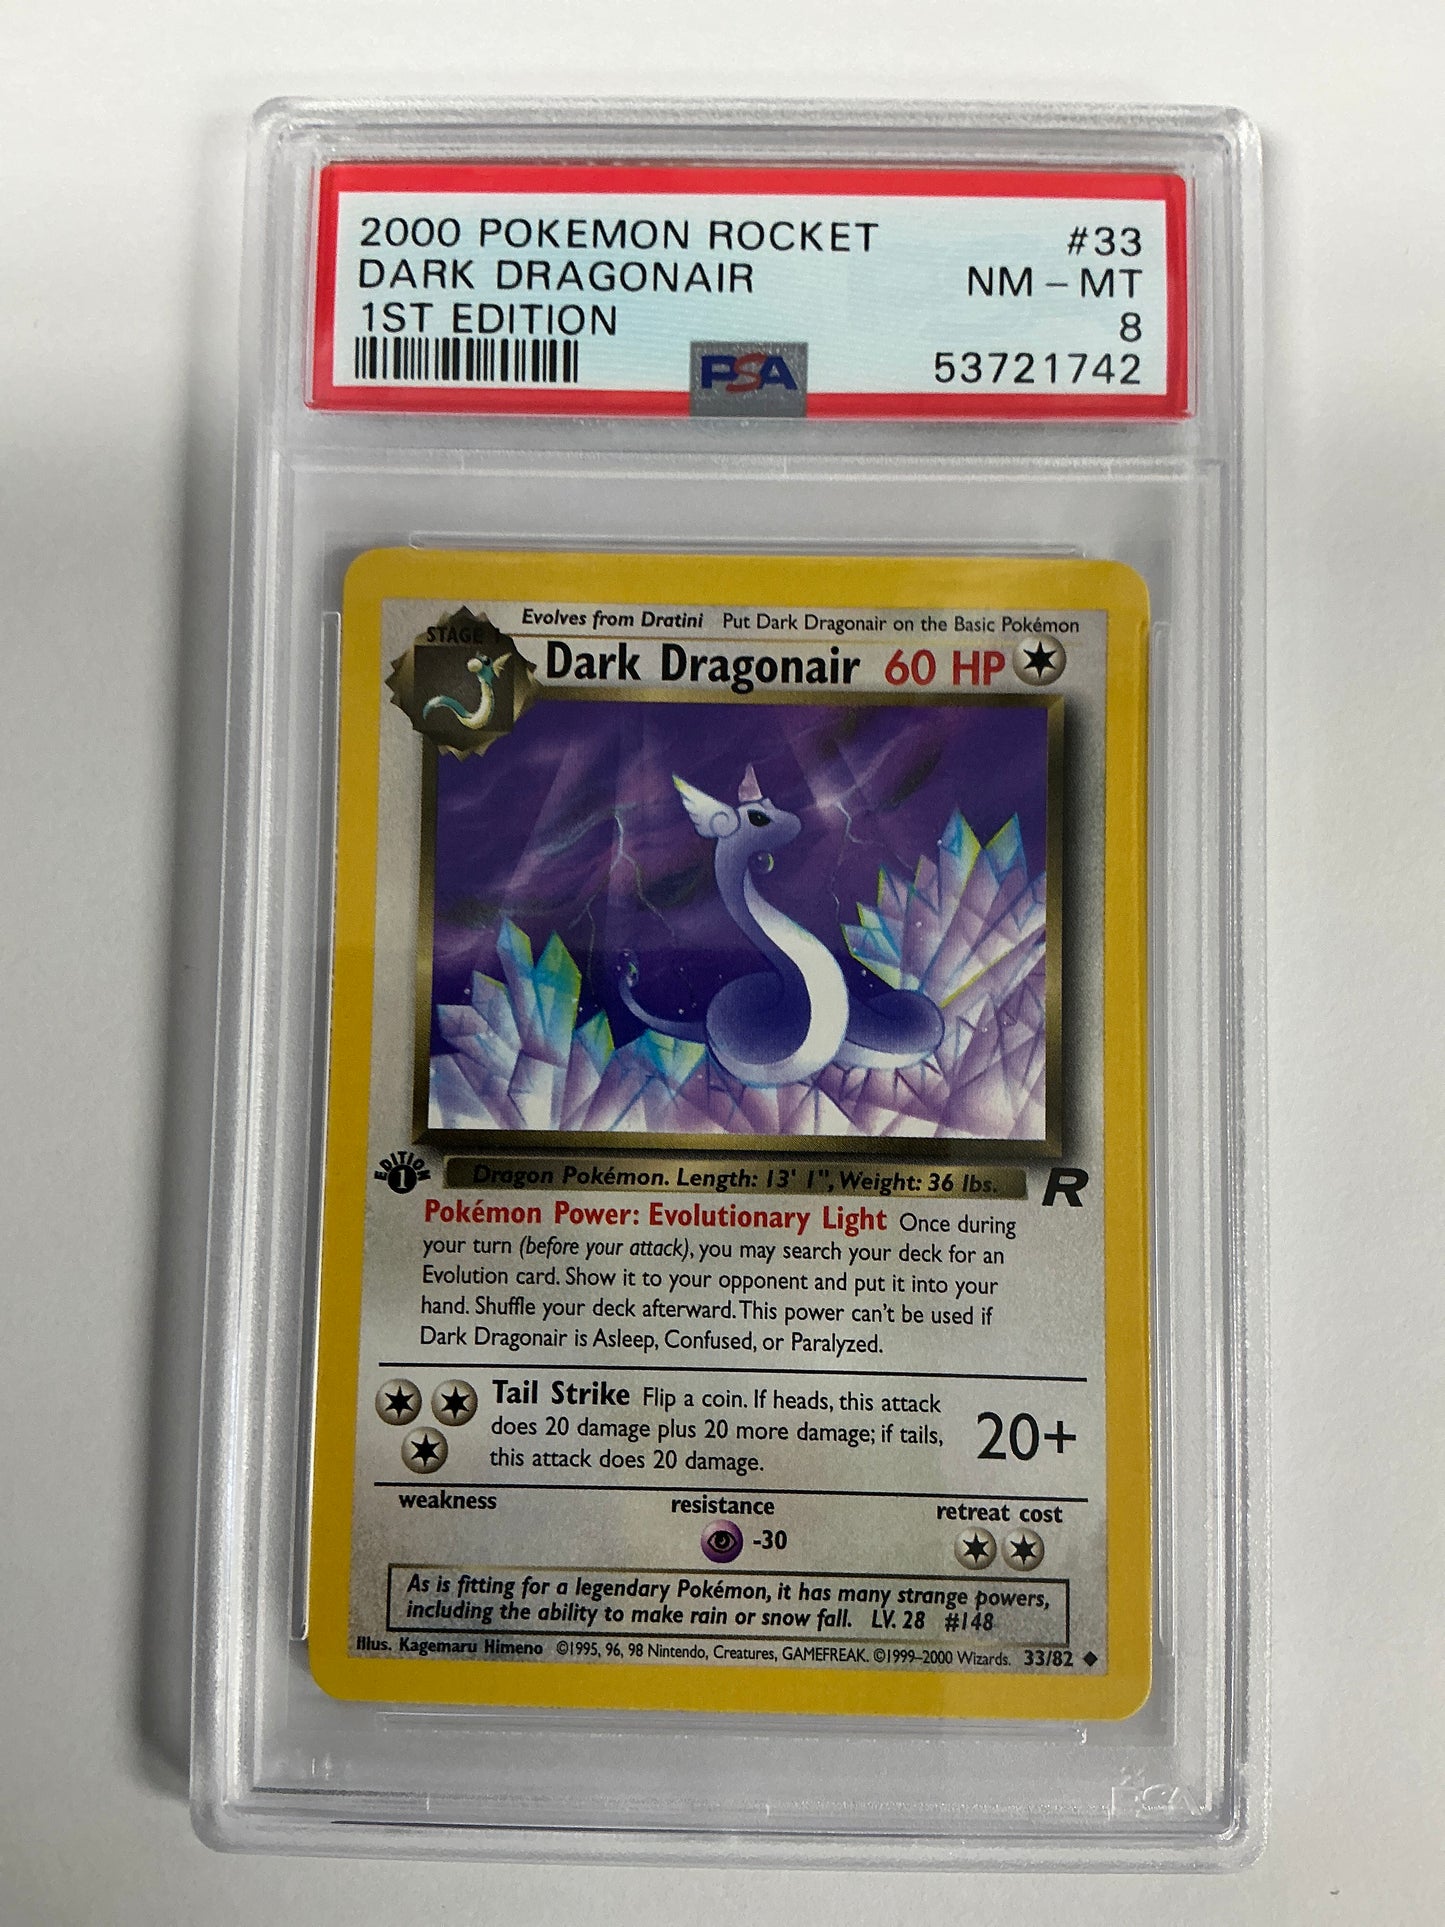 2000 POKEMON ROCKET #33
DARK DRAGONAIR NM - MT
1ST EDITION 8
PSA 53721742
STAGE 1
Evolves from Dratini Put Dark Dragonair on the Basic Pokémon
Dark Dragonair 60 HP
EDITION 1
Dragon Pokémon. Length: 13' 1", Weight: 36 lbs.
R
Pokémon Power: Evolutionary Light Once during
your turn (before your attack), you may search your deck for an
Evolution card. Show it to your opponent and put it into your
hand. Shuffle your deck afterward. This power can't be used if
Dark Dragonair is Asleep, Confused, or Paralyzed.
Tail Strike Flip a coin. If heads, this attack
does 20 damage plus 20 more damage; if tails,
this attack does 20 damage.
20+
weakness resistance retreat cost
-30
As is fitting for a legendary Pokémon, it has many strange powers,
including the ability to make rain or snow fall. LV. 28 #148
Illus. Kagemaru Himeno ©1995, 96, 98 Nintendo, Creatures, GAMEFREAK. ©1999–2000 Wizards. 33/82
PSA